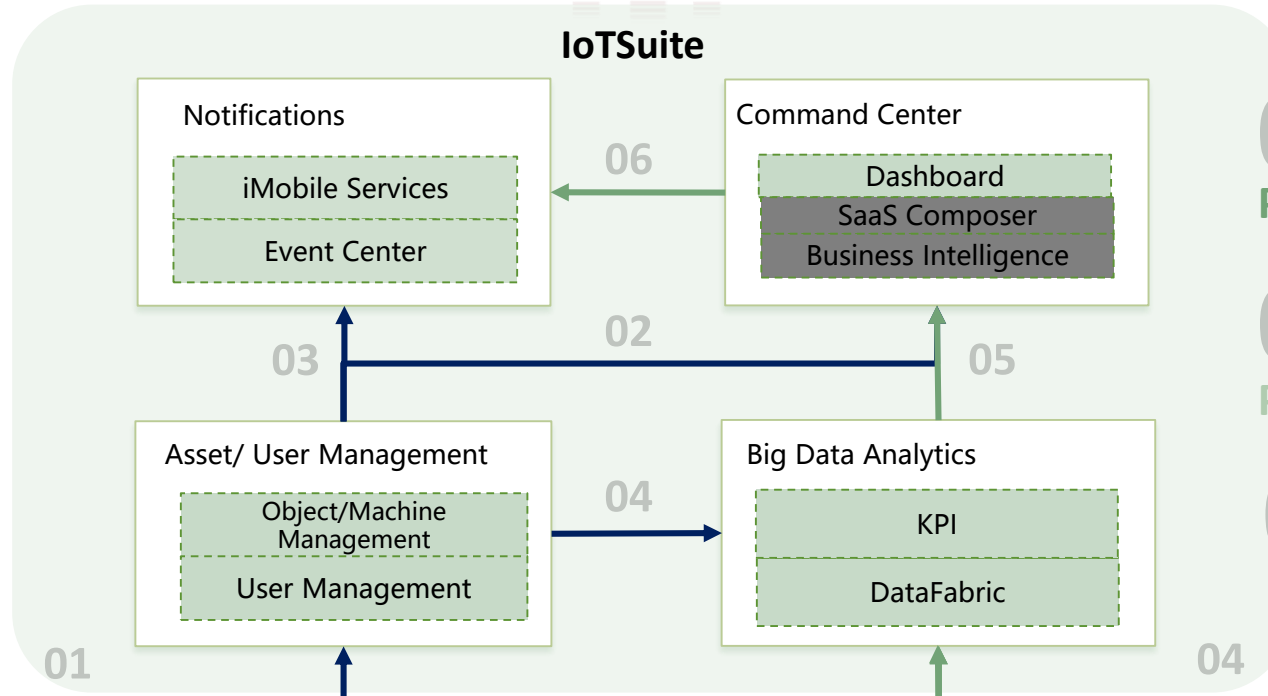 IoTSuite
Notifications
iMobile Services
Event Center
06
Command Center
Dashboard
SaaS Composer
Business Intelligence
03
02
05
Asset/ User Management
Object/Machine
Management
User Management
04
Big Data Analytics
KPI
DataFabric
01
04